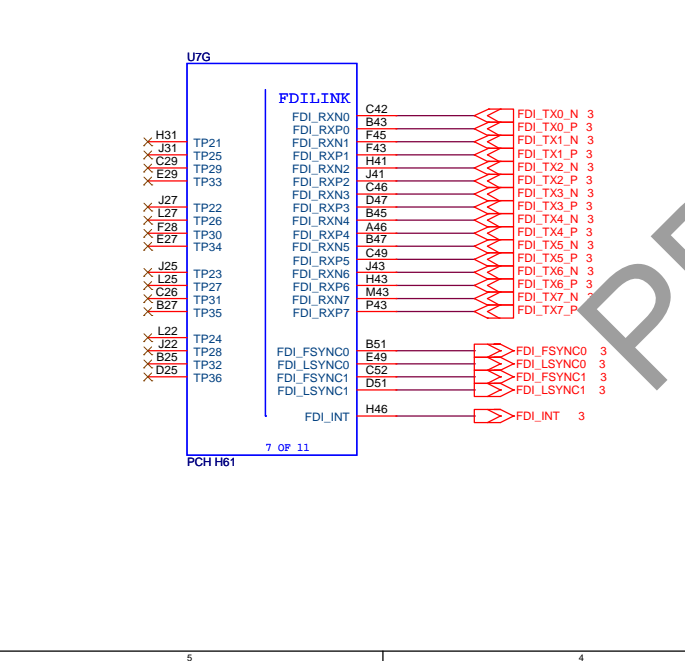 U7G
FDILINK
FDI_RXN0 C42 FDI_TX0_N 3
FDI_RXP0 B43 FDI_TX0_P 3
H31 TP21 FDI_RXN1 F45 FDI_TX1_N 3
J31 TP25 FDI_RXP1 F43 FDI_TX1_P 3
C29 TP29 FDI_RXN2 H41 FDI_TX2_N 3
E29 TP33 FDI_RXP2 J41 FDI_TX2_P 3
FDI_RXN3 C46 FDI_TX3_N 3
J27 TP22 FDI_RXP3 D47 FDI_TX3_P 3
L27 TP26 FDI_RXN4 B45 FDI_TX4_N 3
F28 TP30 FDI_RXP4 A46 FDI_TX4_P 3
E27 TP34 FDI_RXN5 B47 FDI_TX5_N 3
FDI_RXP5 C49 FDI_TX5_P 3
J25 TP23 FDI_RXN6 J43 FDI_TX6_N 3
L25 TP27 FDI_RXP6 H43 FDI_TX6_P 3
C26 TP31 FDI_RXN7 M43 FDI_TX7_N 3
B27 TP35 FDI_RXP7 P43 FDI_TX7_P
L22 TP24
J22 TP28 FDI_FSYNC0 B51 FDI_FSYNC0 3
B25 TP32 FDI_LSYNC0 E49 FDI_LSYNC0 3
D25 TP36 FDI_FSYNC1 C52 FDI_FSYNC1 3
FDI_LSYNC1 D51 FDI_LSYNC1 3
FDI_INT H46 FDI_INT 3
7 OF 11
PCH H61
5 4